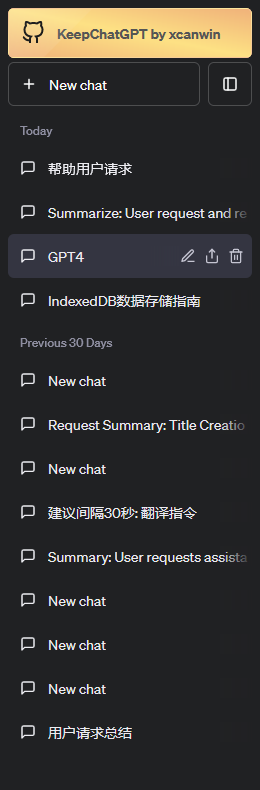 KeepChatGPT by xcanwin
New chat
Today
帮助用户请求
Summarize: User request and re
GPT4
IndexedDB数据存储指南
Previous 30 Days
New chat
Request Summary: Title Creatio
New chat
建议间隔30秒: 翻译指令
Summary: User requests assista
New chat
New chat
New chat
用户请求总结